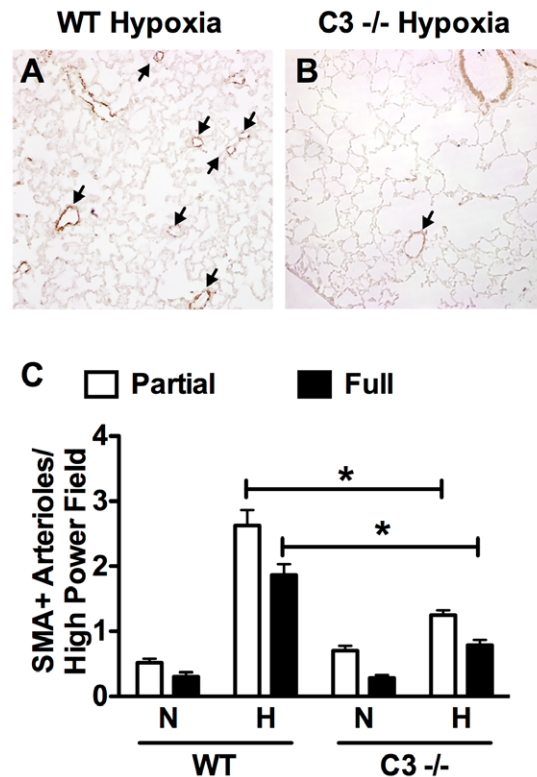 WT Hypoxia
C3 -/- Hypoxia
A
B
C
Partial
Full
SMA+ Arterioles/
High Power Field
4
3
2
1
0
*
*
N
H
N
H
WT
C3 -/-